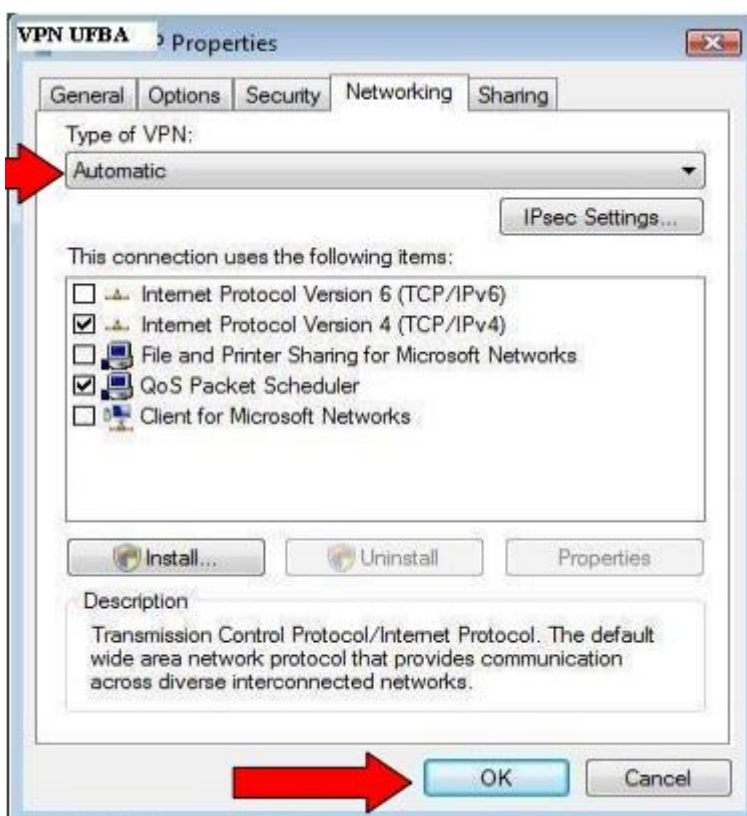 VPN UFBA P Properties
General Options Security Networking Sharing
Type of VPN:
Automatic
IPsec Settings...
This connection uses the following items:
Internet Protocol Version 6 (TCP/IPv6)
Internet Protocol Version 4 (TCP/IPv4)
File and Printer Sharing for Microsoft Networks
QoS Packet Scheduler
Client for Microsoft Networks
Install... Uninstall Properties
Description
Transmission Control Protocol/Internet Protocol. The default
wide area network protocol that provides communication
across diverse interconnected networks.
OK Cancel